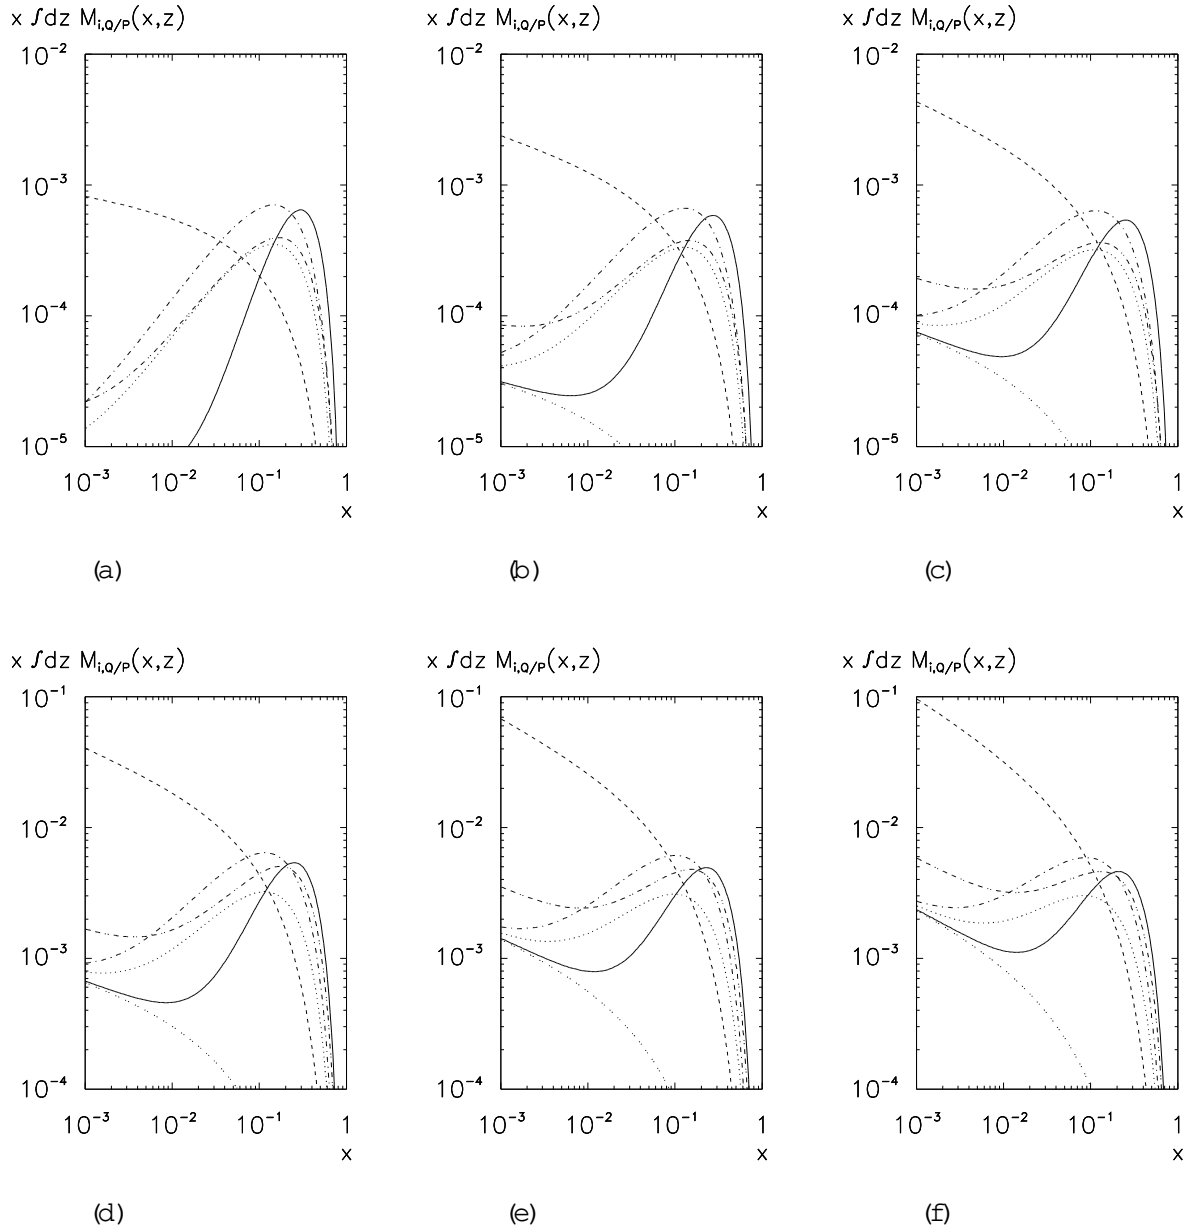 x ∫dz M_{i,Q/P}(x,z)
10^{-2}
10^{-3}
10^{-4}
10^{-5}
10^{-3} 10^{-2} 10^{-1} 1
x
(a)
x ∫dz M_{i,Q/P}(x,z)
10^{-2}
10^{-3}
10^{-4}
10^{-5}
10^{-3} 10^{-2} 10^{-1} 1
x
(b)
x ∫dz M_{i,Q/P}(x,z)
10^{-2}
10^{-3}
10^{-4}
10^{-5}
10^{-3} 10^{-2} 10^{-1} 1
x
(c)
x ∫dz M_{i,Q/P}(x,z)
10^{-1}
10^{-2}
10^{-3}
10^{-4}
10^{-3} 10^{-2} 10^{-1} 1
x
(d)
x ∫dz M_{i,Q/P}(x,z)
10^{-1}
10^{-2}
10^{-3}
10^{-4}
10^{-3} 10^{-2} 10^{-1} 1
x
(e)
x ∫dz M_{i,Q/P}(x,z)
10^{-1}
10^{-2}
10^{-3}
10^{-4}
10^{-3} 10^{-2} 10^{-1} 1
x
(f)